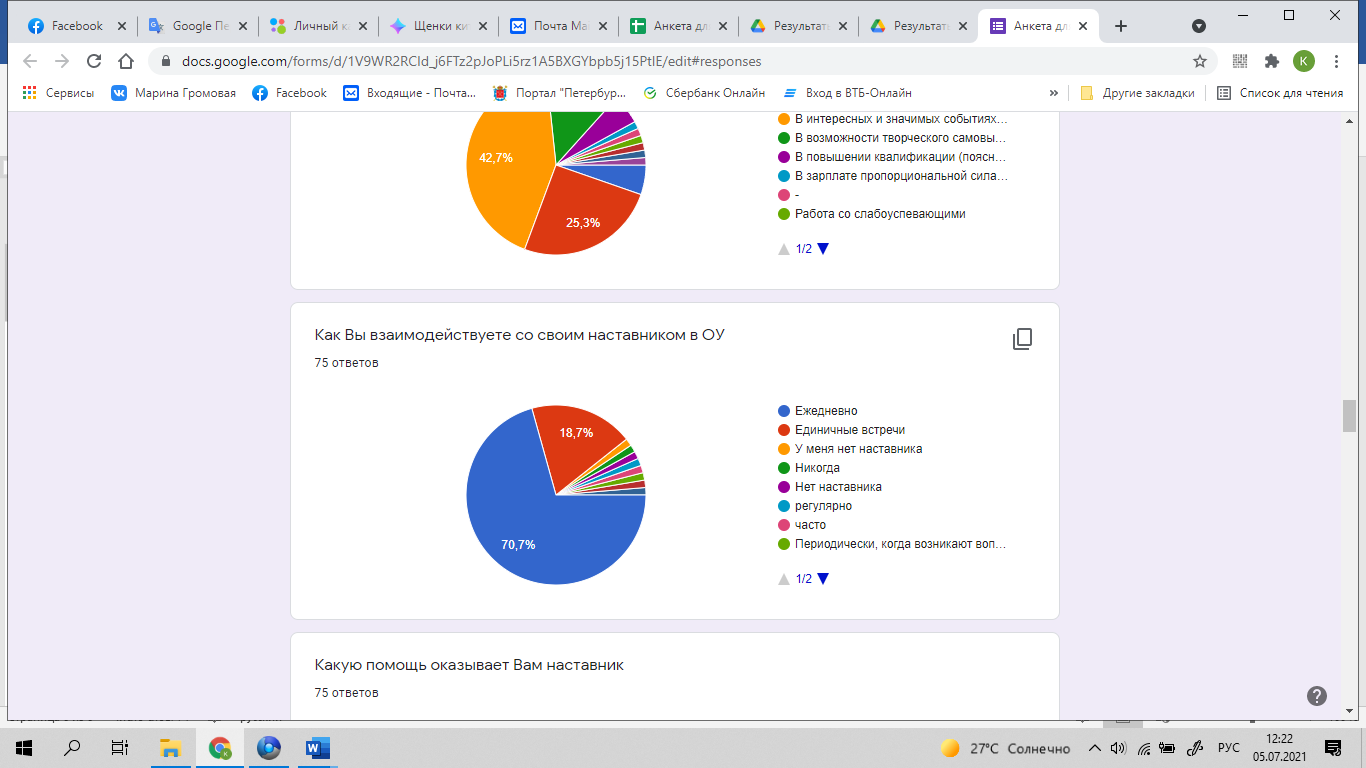 Facebook
Google Пе
Личный ка
Щенки ки
Почта Ма
Анкета дл
Результать
Результать
Анкета дл
docs.google.com/forms/d/1V9WR2RCId_j6FTz2pJoPLi5rz1A5BXGYbpb5j15PtlE/edit#responses
K
Сервисы
Марина Громовая
Facebook
Входящие - Почта...
Портал "Петербур...
Сбербанк Онлайн
Вход в ВТБ-Онлайн
»
Другие закладки
Список для чтения
42,7%
25,3%
В интересных и значимых событиях…
В возможности творческого самовы…
В повышении квалификации (поясн…
В зарплате пропорциональной сила…
-
Работа со слабоуспевающими
1/2
Как Вы взаимодействуете со своим наставником в ОУ
75 ответов
18,7%
70,7%
Ежедневно
Единичные встречи
У меня нет наставника
Никогда
Нет наставника
регулярно
часто
Периодически, когда возникают воп…
1/2
Какую помощь оказывает Вам наставник
75 ответов
27°C Солнечно
РУС
12:22
05.07.2021